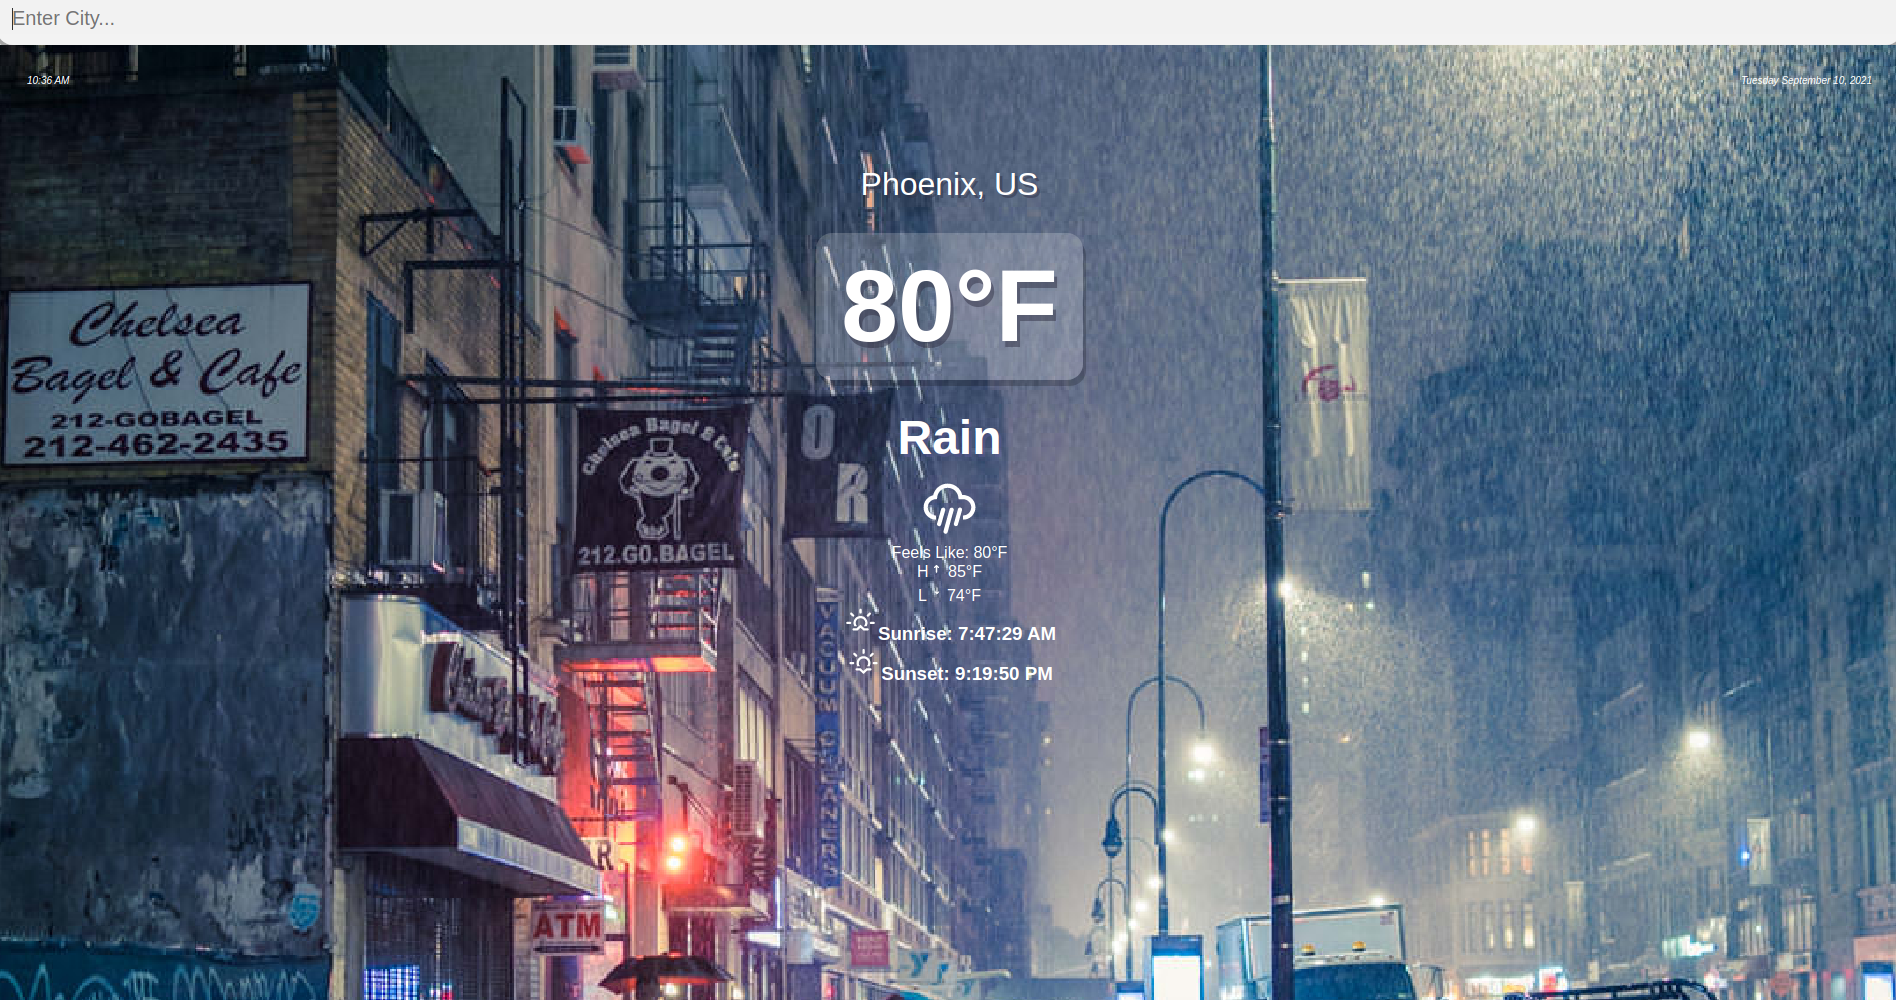 Enter City...
10:36 AM
Tuesday September 10, 2021
Phoenix, US
80°F
Rain
Feels Like: 80°F
H ↑ 85°F
L 74°F
Sunrise: 7:47:29 AM
Sunset: 9:19:50 PM
Chelsea
Bagel & Cafe
212-GOBAGEL
212-462-2435
Chelsea Bagel & Cafe
212.GO.BAGEL
O
R
VACUUM CLEANERS
ATM